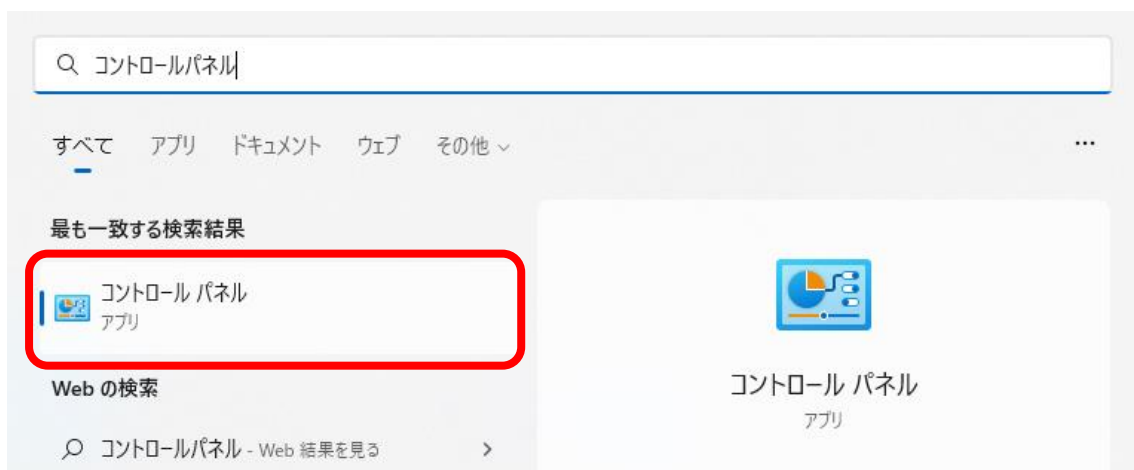 コントロールパネル
すべて アプリ ドキュメント ウェブ その他
...
最も一致する検索結果
コントロール パネル
アプリ
Web の検索
コントロールパネル - Web 結果を見る
コントロール パネル
アプリ